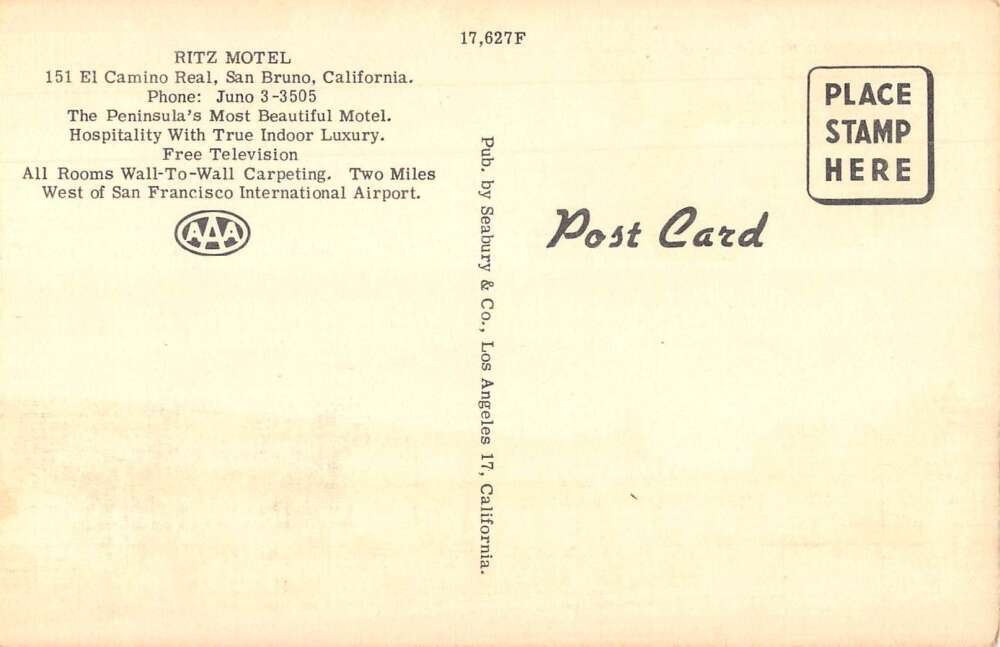 17,627F
RITZ MOTEL
151 El Camino Real, San Bruno, California.
Phone: Juno 3-3505
The Peninsula's Most Beautiful Motel.
Hospitality With True Indoor Luxury.
Free Television
All Rooms Wall-To-Wall Carpeting. Two Miles
West of San Francisco International Airport.
AAA
Pub. by Seabury & Co., Los Angeles 17, California.
Post Card
PLACE
STAMP
HERE